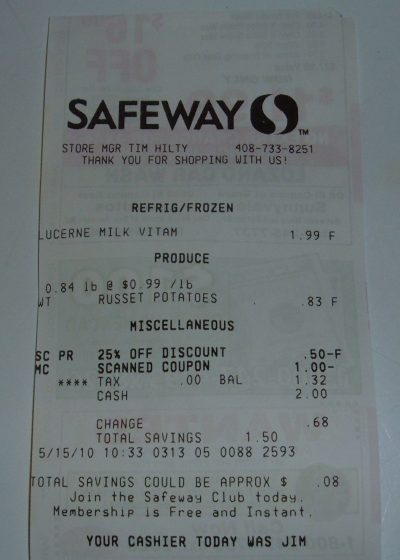 SAFEWAY TM
STORE MGR TIM HILTY 408-733-8251
THANK YOU FOR SHOPPING WITH US!
REFRIG/FROZEN
LUCERNE MILK VITAM 1.99 F
PRODUCE
0.84 lb @ $0.99 /lb
WT RUSSET POTATOES .83 F
MISCELLANEOUS
SC PR 25% OFF DISCOUNT .50-F
MC SCANNED COUPON 1.00-
**** TAX .00 BAL 1.32
CASH 2.00
CHANGE .68
TOTAL SAVINGS 1.50
5/15/10 10:33 0313 05 0088 2593
TOTAL SAVINGS COULD BE APPROX $ .08
Join the Safeway Club today.
Membership is Free and Instant.
YOUR CASHIER TODAY WAS JIM